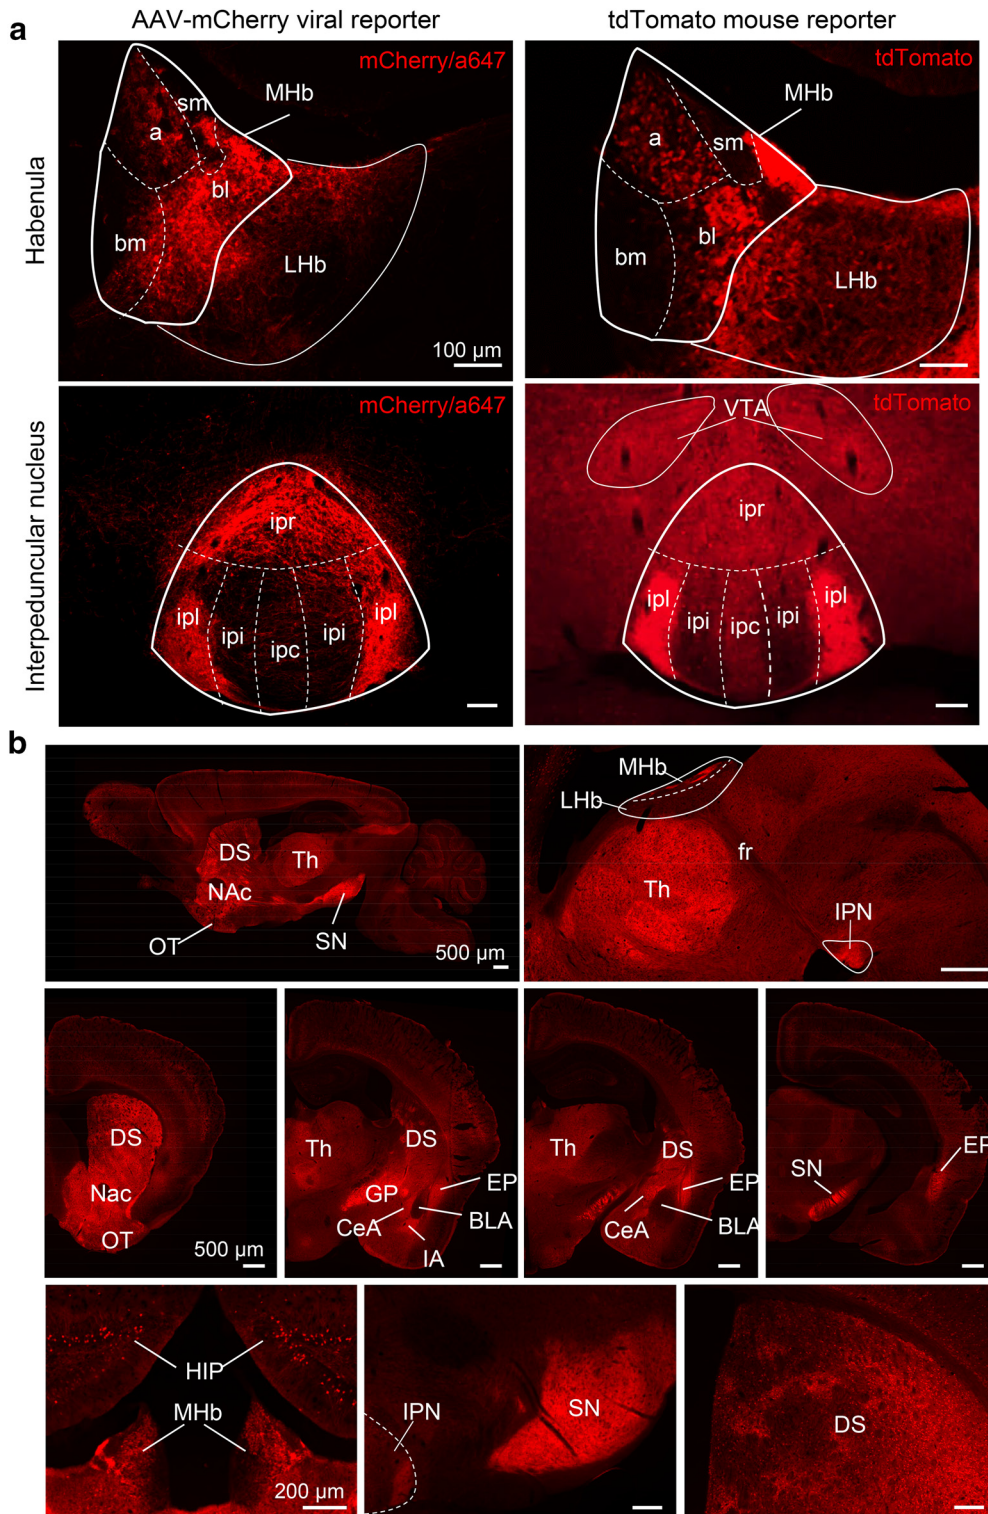 a
AAV-mCherry viral reporter
tdTomato mouse reporter
Habenula
mCherry/a647
MHb
sm
a
bl
bm
LHb
100 µm
tdTomato
MHb
sm
a
bl
bm
LHb
Interpeduncular nucleus
mCherry/a647
ipr
ipl
ipi
ipc
ipi
ipl
tdTomato
VTA
ipr
ipl
ipi
ipc
ipi
ipl
b
DS
Th
NAc
OT
SN
500 µm
MHb
LHb
fr
Th
IPN
DS
Nac
OT
500 µm
Th
DS
GP
EP
CeA
BLA
IA
Th
DS
EP
CeA
BLA
SN
EP
HIP
MHb
200 µm
IPN
SN
DS